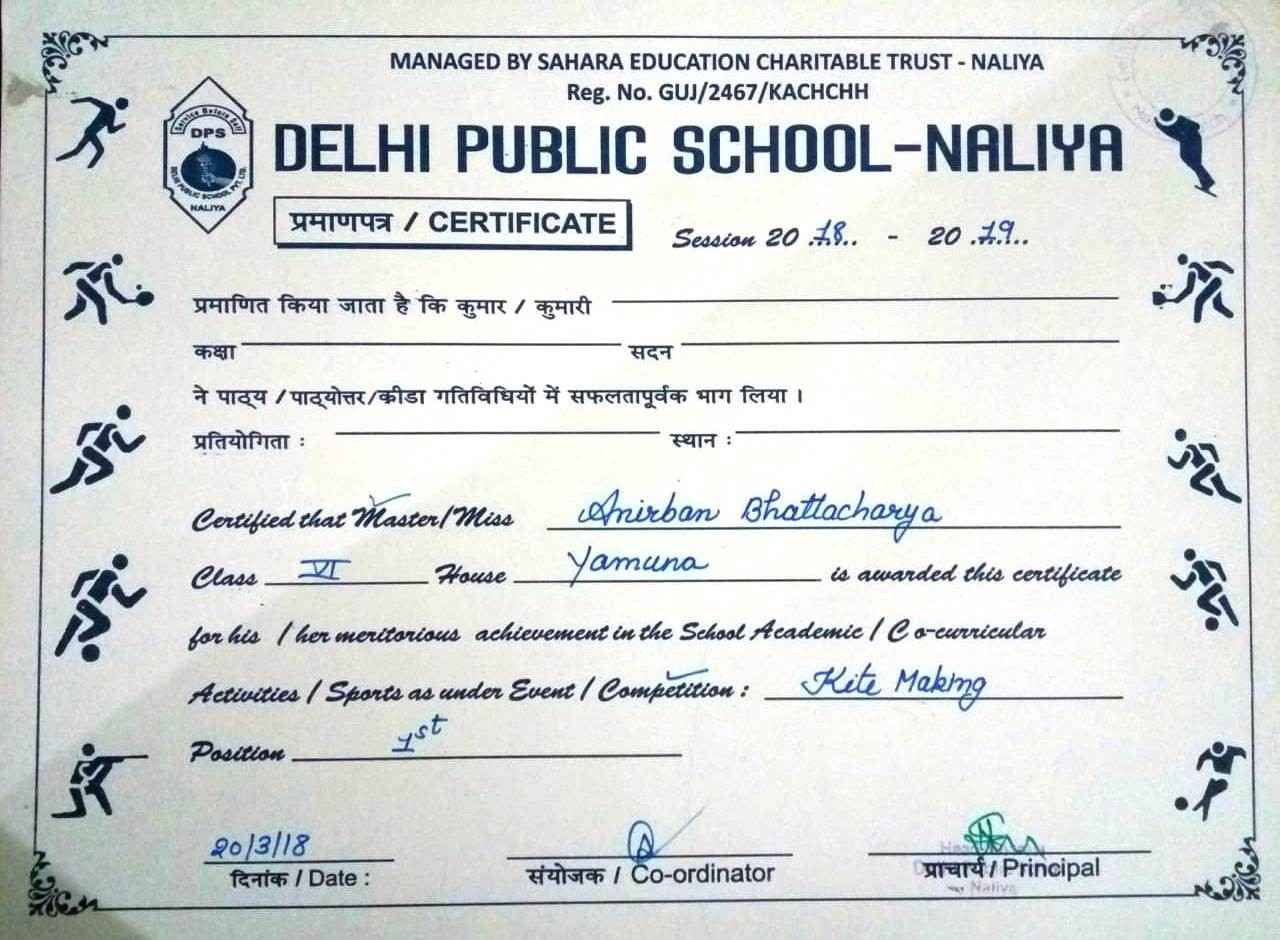 MANAGED BY SAHARA EDUCATION CHARITABLE TRUST - NALIYA
Reg. No. GUJ/2467/KACHCHH
Service Before Self
DPS
DELHI PUBLIC SCHOOL PVT. LTD.
NALIYA
DELHI PUBLIC SCHOOL-NALIYA
प्रमाणपत्र / CERTIFICATE
Session 20 .18.. - 20 .19..
प्रमाणित किया जाता है कि कुमार / कुमारी
कक्षा सदन
ने पाठ्य / पाठ्योत्तर/कीडा गतिविधियों में सफलतापूर्वक भाग लिया ।
प्रतियोगिता : स्थान :
Certified that Master/Miss Anirban Bhattacharya
Class VI House Yamuna is awarded this certificate
for his / her meritorious achievement in the School Academic / Co-curricular
Activities / Sports as under Event / Competition : Kite Making
Position 1st
20/3/18
दिनांक / Date : संयोजक / Co-ordinator प्राचार्य / Principal
Naliya